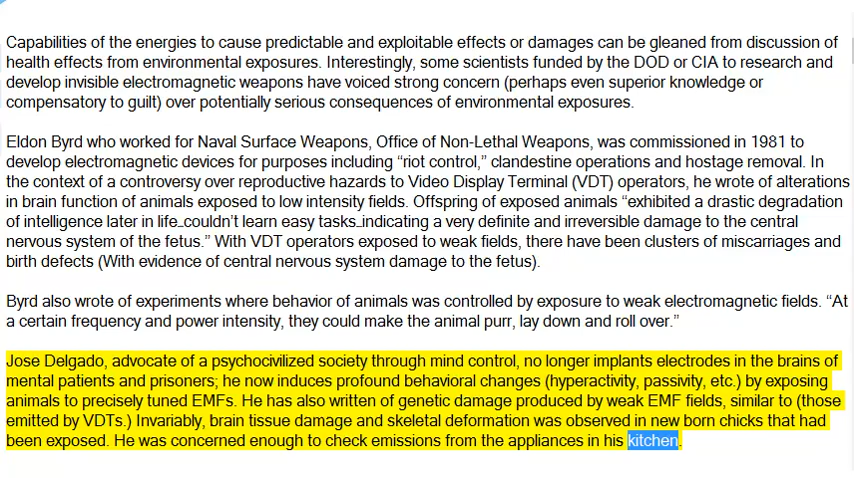 Capabilities of the energies to cause predictable and exploitable effects or damages can be gleaned from discussion of
health effects from environmental exposures. Interestingly, some scientists funded by the DOD or CIA to research and
develop invisible electromagnetic weapons have voiced strong concern (perhaps even superior knowledge or
compensatory to guilt) over potentially serious consequences of environmental exposures.
Eldon Byrd who worked for Naval Surface Weapons, Office of Non-Lethal Weapons, was commissioned in 1981 to
develop electromagnetic devices for purposes including “riot control,” clandestine operations and hostage removal. In
the context of a controversy over reproductive hazards to Video Display Terminal (VDT) operators, he wrote of alterations
in brain function of animals exposed to low intensity fields. Offspring of exposed animals “exhibited a drastic degradation
of intelligence later in life...couldn’t learn easy tasks...indicating a very definite and irreversible damage to the central
nervous system of the fetus.” With VDT operators exposed to weak fields, there have been clusters of miscarriages and
birth defects (With evidence of central nervous system damage to the fetus).
Byrd also wrote of experiments where behavior of animals was controlled by exposure to weak electromagnetic fields. “At
a certain frequency and power intensity, they could make the animal purr, lay down and roll over.”
Jose Delgado, advocate of a psychocivilized society through mind control, no longer implants electrodes in the brains of
mental patients and prisoners; he now induces profound behavioral changes (hyperactivity, passivity, etc.) by exposing
animals to precisely tuned EMFs. He has also written of genetic damage produced by weak EMF fields, similar to (those
emitted by VDTs.) Invariably, brain tissue damage and skeletal deformation was observed in new born chicks that had
been exposed. He was concerned enough to check emissions from the appliances in his kitchen.